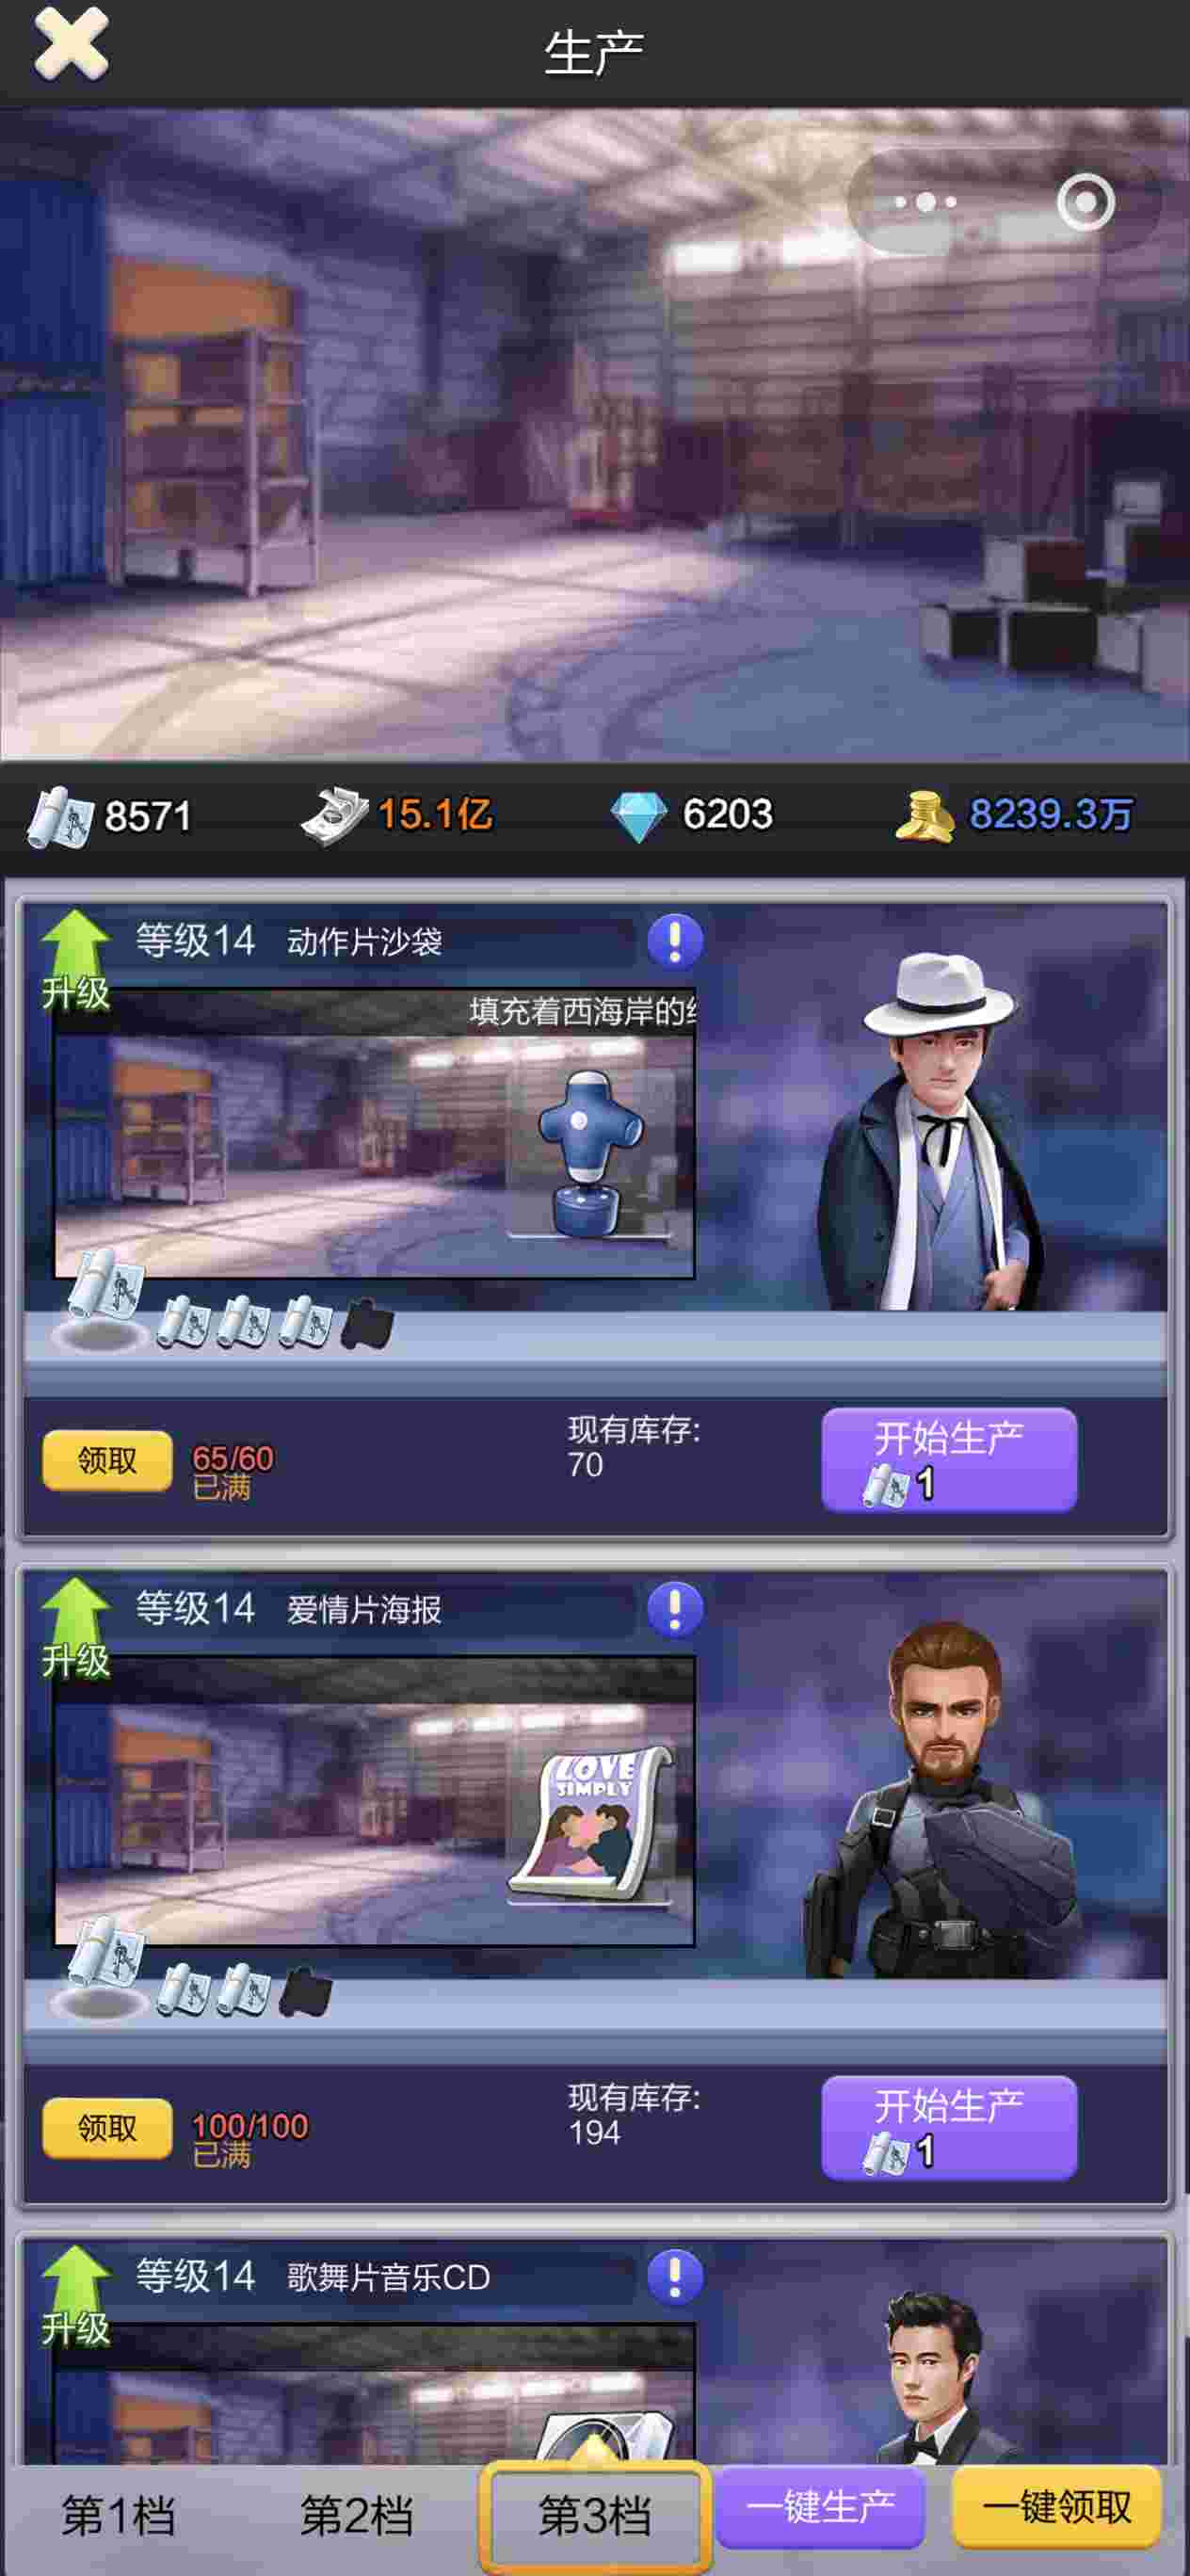 生产
8571
15.1亿
6203
8239.3万
升级
等级14
动作片沙袋
填充着西海岸的
领取
65/60
已满
现有库存:
70
开始生产
1
升级
等级14
爱情片海报
LOVE
SIMPLY
领取
100/100
已满
现有库存:
194
开始生产
1
升级
等级14
歌舞片音乐CD
第1档
第2档
第3档
一键生产
一键领取